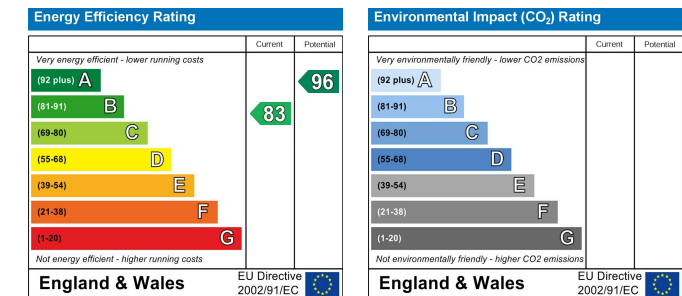 Energy Efficiency Rating
Current Potential
Very energy efficient - lower running costs
(92 plus) A
96
(81-91) B
83
(69-80) C
(55-68) D
(39-54) E
(21-38) F
(1-20) G
Not energy efficient - higher running costs
England & Wales
EU Directive
2002/91/EC
Environmental Impact (CO2) Rating
Current Potential
Very environmentally friendly - lower CO2 emissions
(92 plus) A
(81-91) B
(69-80) C
(55-68) D
(39-54) E
(21-38) F
(1-20) G
Not environmentally friendly - higher CO2 emissions
England & Wales
EU Directive
2002/91/EC